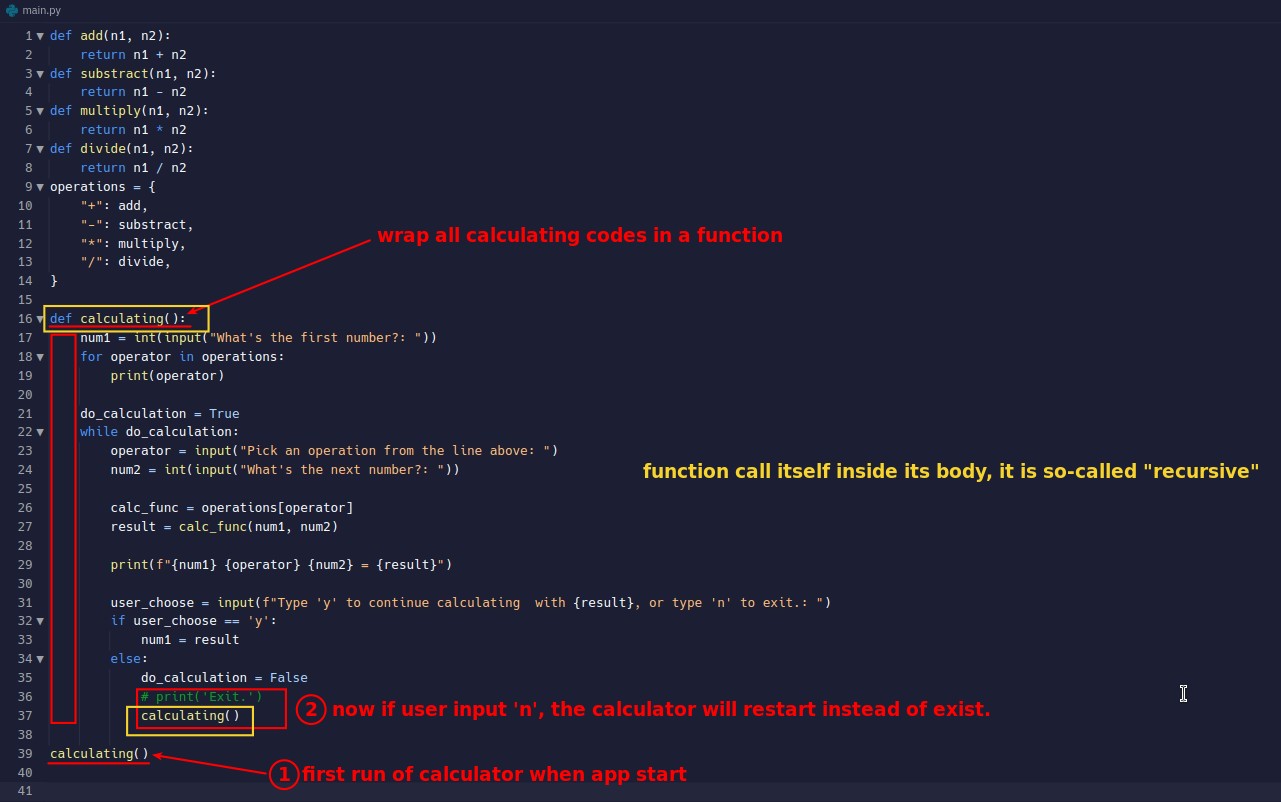 main.py
1 def add(n1, n2):
2     return n1 + n2
3 def substract(n1, n2):
4     return n1 - n2
5 def multiply(n1, n2):
6     return n1 * n2
7 def divide(n1, n2):
8     return n1 / n2
9 operations = {
10     "+": add,
11     "-": substract,
12     "*": multiply,
13     "/": divide,
14 }
wrap all calculating codes in a function
15
16 def calculating():
17     num1 = int(input("What's the first number?: "))
18     for operator in operations:
19         print(operator)
20
21     do_calculation = True
22     while do_calculation:
23         operator = input("Pick an operation from the line above: ")
24         num2 = int(input("What's the next number?: "))
function call itself inside its body, it is so-called "recursive"
25
26         calc_func = operations[operator]
27         result = calc_func(num1, num2)
28
29         print(f"{num1} {operator} {num2} = {result}")
30
31         user_choose = input(f"Type 'y' to continue calculating  with {result}, or type 'n' to exit.: ")
32         if user_choose == 'y':
33             num1 = result
34         else:
35             do_calculation = False
36             # print('Exit.')
37             calculating()
2 now if user input 'n', the calculator will restart instead of exist.
38
39 calculating()
1 first run of calculator when app start
40
41